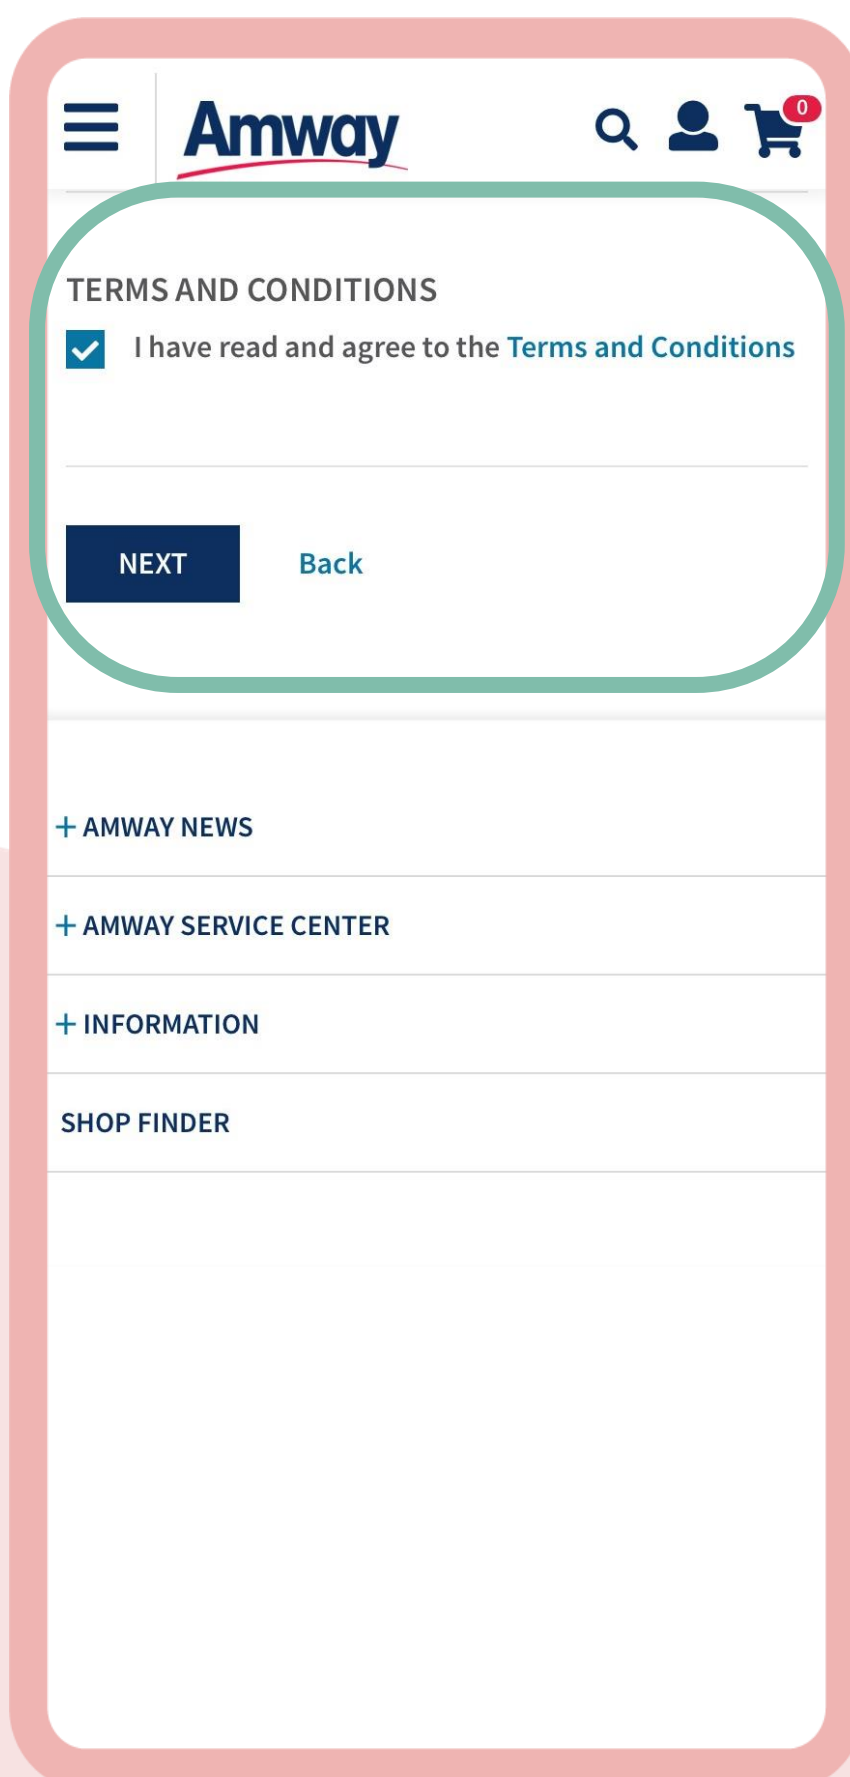 Amway
0
TERMS AND CONDITIONS
I have read and agree to the Terms and Conditions
NEXT Back
+ AMWAY NEWS
+ AMWAY SERVICE CENTER
+ INFORMATION
SHOP FINDER